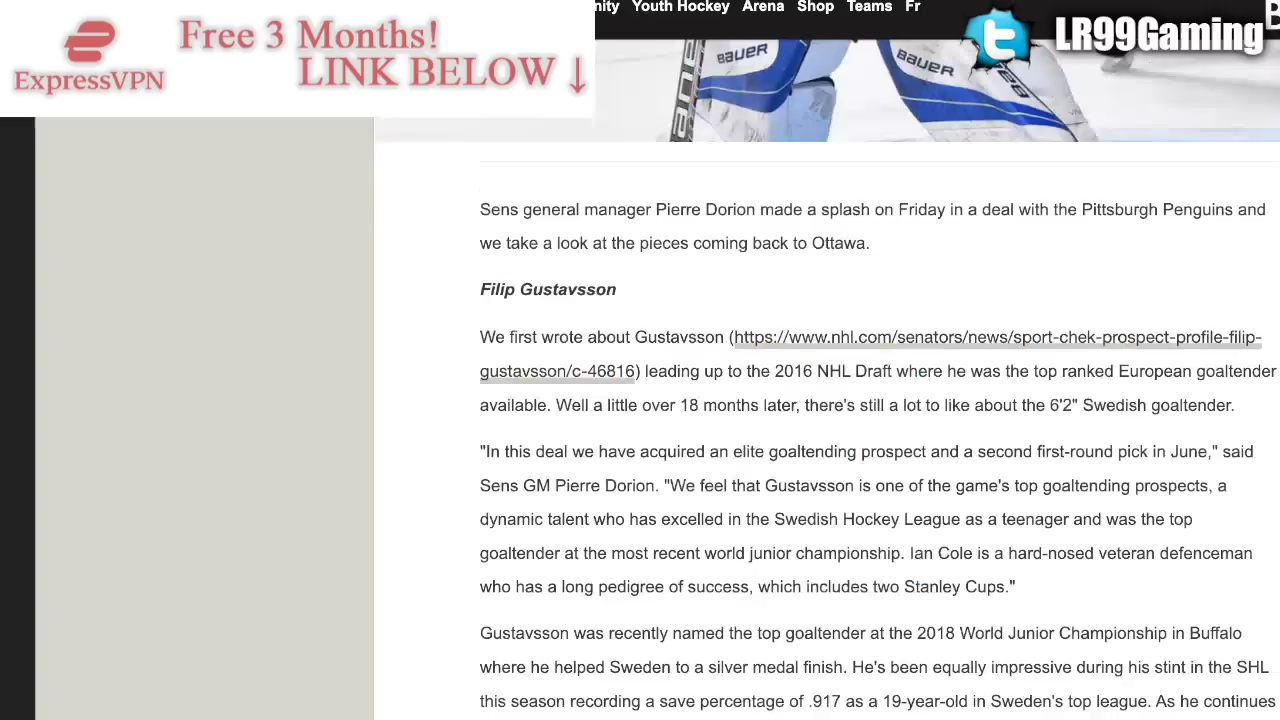 nity Youth Hockey Arena Shop Teams Fr
Free 3 Months!
LINK BELOW ↓
ExpressVPN
LR99Gaming
BAUER
BAUER
Sens general manager Pierre Dorion made a splash on Friday in a deal with the Pittsburgh Penguins and
we take a look at the pieces coming back to Ottawa.
Filip Gustavsson
We first wrote about Gustavsson (https://www.nhl.com/senators/news/sport-chek-prospect-profile-filip-
gustavsson/c-46816) leading up to the 2016 NHL Draft where he was the top ranked European goaltender
available. Well a little over 18 months later, there's still a lot to like about the 6'2" Swedish goaltender.
"In this deal we have acquired an elite goaltending prospect and a second first-round pick in June," said
Sens GM Pierre Dorion. "We feel that Gustavsson is one of the game's top goaltending prospects, a
dynamic talent who has excelled in the Swedish Hockey League as a teenager and was the top
goaltender at the most recent world junior championship. Ian Cole is a hard-nosed veteran defenceman
who has a long pedigree of success, which includes two Stanley Cups."
Gustavsson was recently named the top goaltender at the 2018 World Junior Championship in Buffalo
where he helped Sweden to a silver medal finish. He's been equally impressive during his stint in the SHL
this season recording a save percentage of .917 as a 19-year-old in Sweden's top league. As he continues